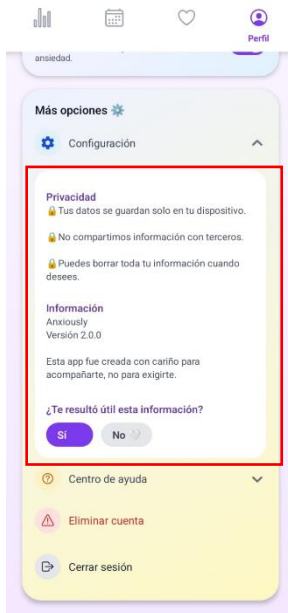 Perfil
ansiedad.
Más opciones ⚙️
Configuración
Privacidad
🔒Tus datos se guardan solo en tu dispositivo.
🔒No compartimos información con terceros.
🔒Puedes borrar toda tu información cuando
desees.
Información
Anxiously
Versión 2.0.0
Esta app fue creada con cariño para
acompañarte, no para exigirte.
¿Te resultó útil esta información?
Sí
No 🤍
Centro de ayuda
Eliminar cuenta
Cerrar sesión